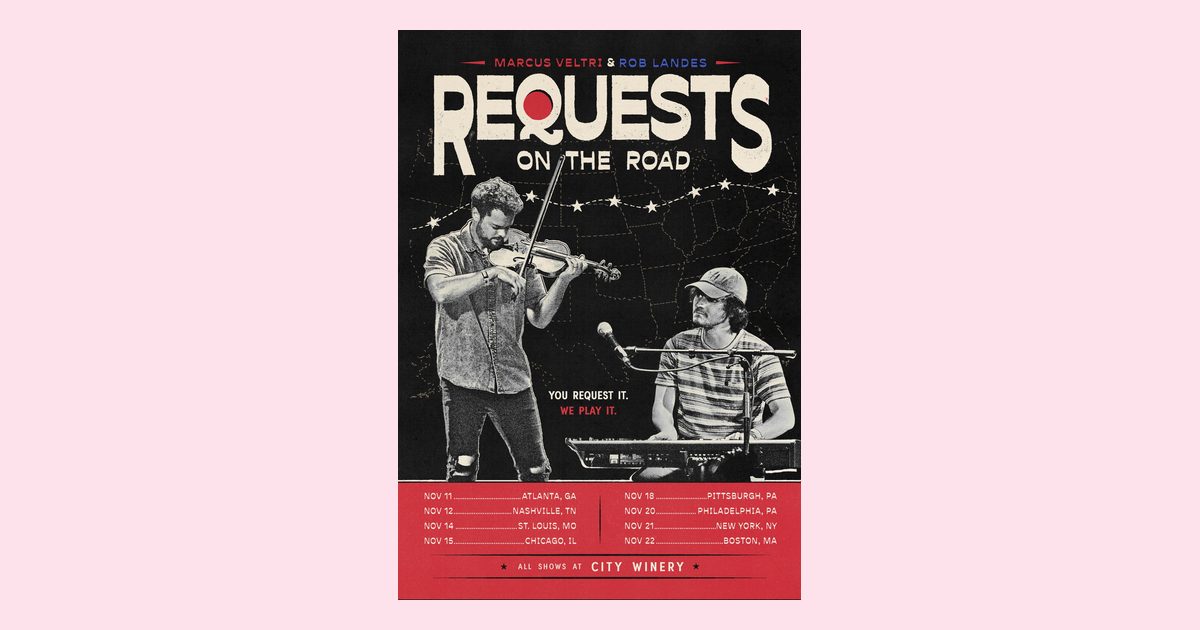 MARCUS VELTRI & ROB LANDES
REQUESTS
ON THE ROAD
YOU REQUEST IT.
WE PLAY IT.
NOV 11 ATLANTA, GA
NOV 12 NASHVILLE, TN
NOV 14 ST. LOUIS, MO
NOV 15 CHICAGO, IL
NOV 18 PITTSBURGH, PA
NOV 20 PHILADELPHIA, PA
NOV 21 NEW YORK, NY
NOV 22 BOSTON, MA
★ ALL SHOWS AT CITY WINERY ★